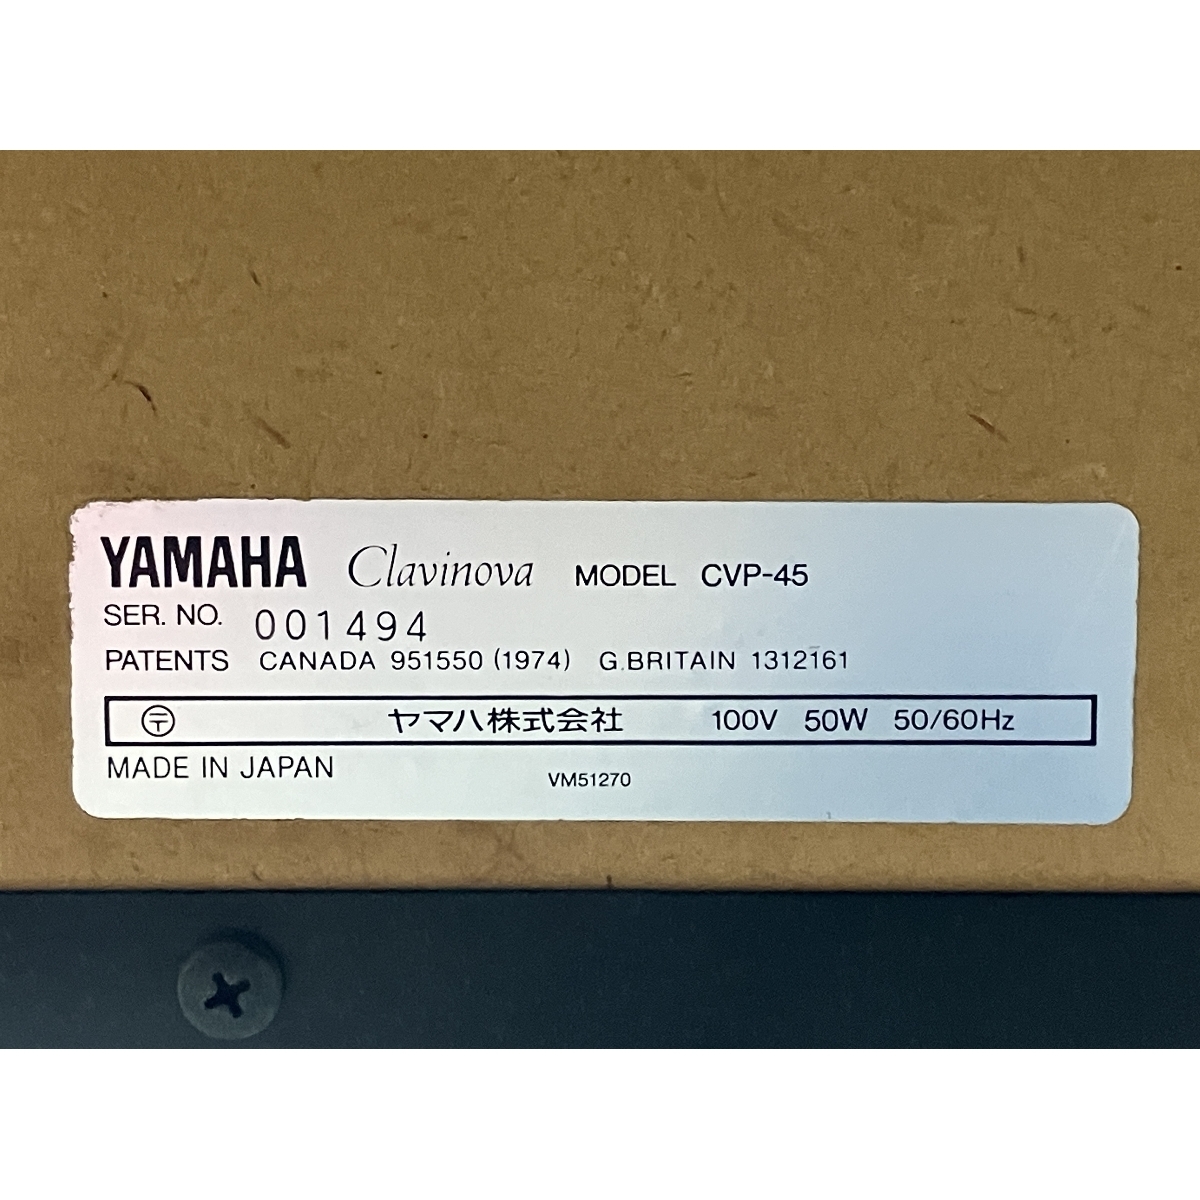 YAMAHA Clavinova MODEL CVP-45
SER. NO. 001494
PATENTS CANADA 951550 (1974) G.BRITAIN 1312161
〶 ヤマハ株式会社 100V 50W 50/60Hz
MADE IN JAPAN VM51270